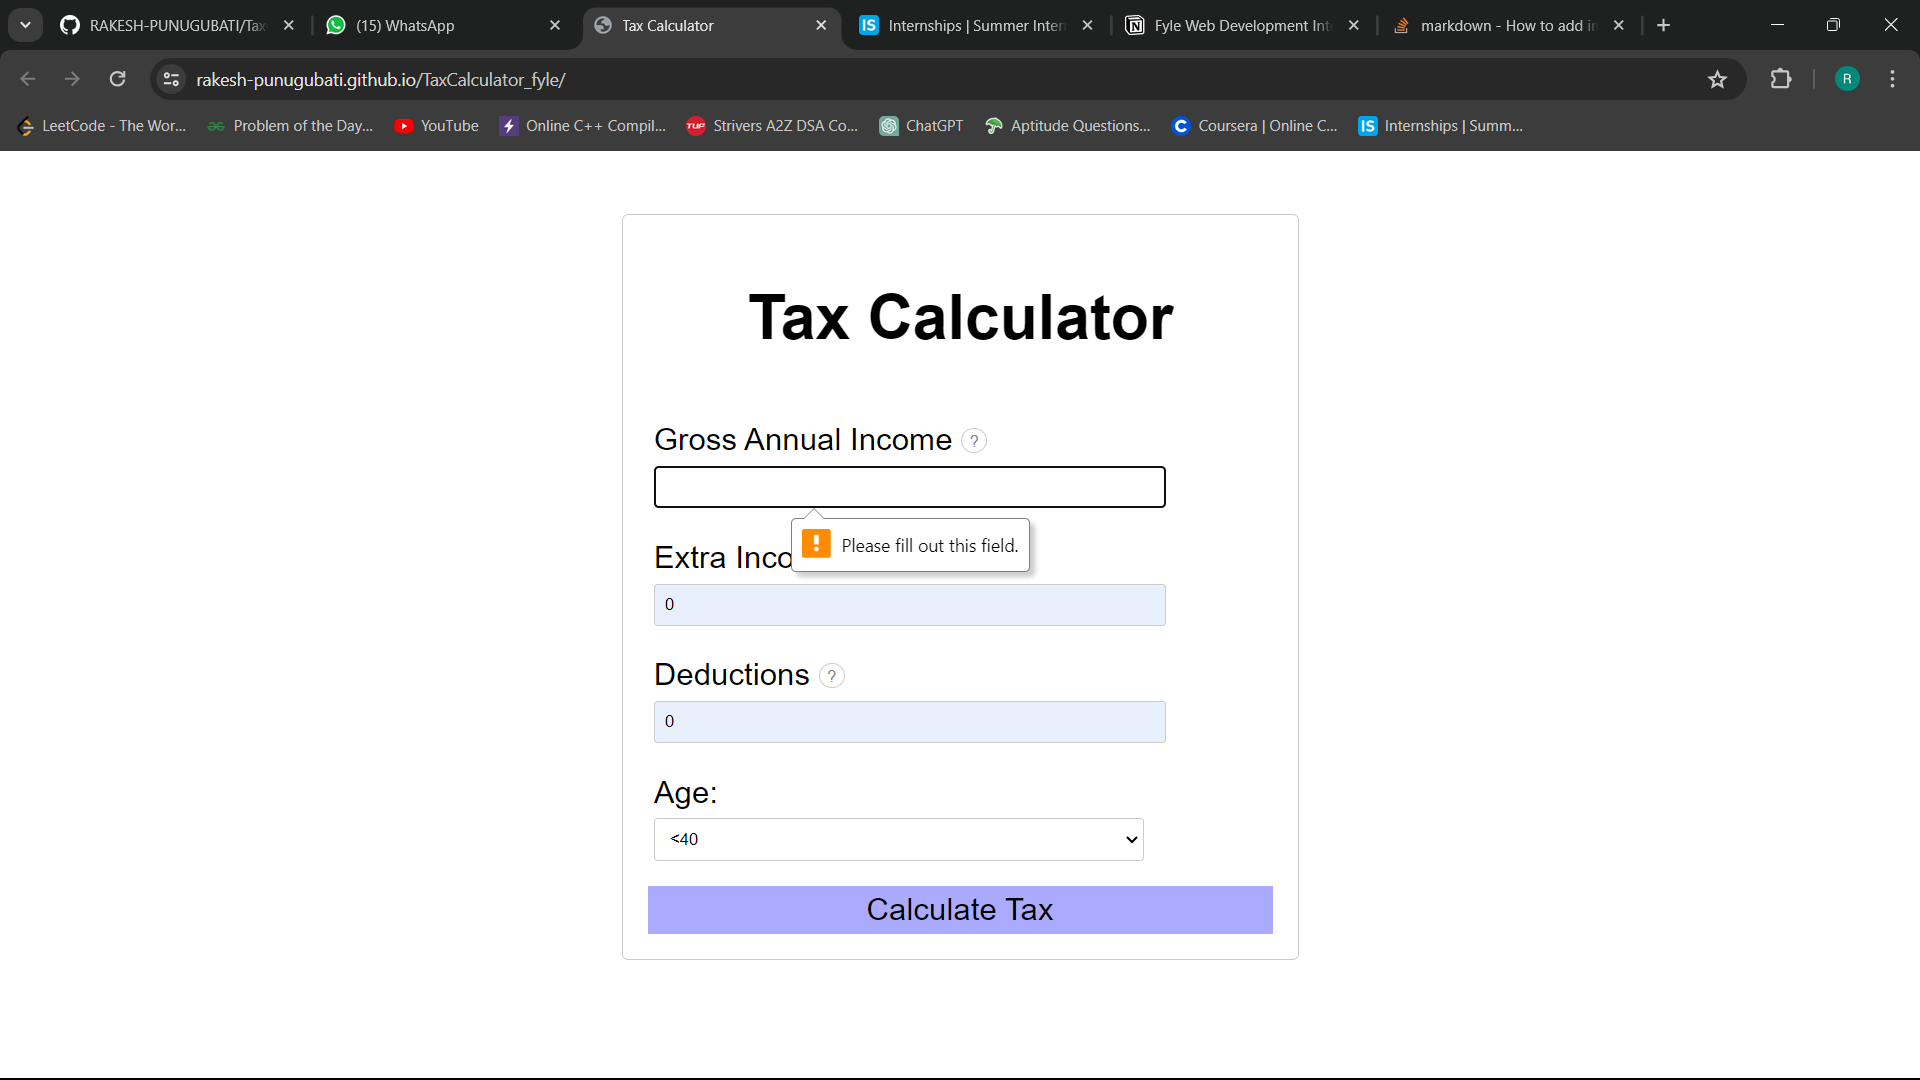 RAKESH-PUNUGUBATI/Tax
(15) WhatsApp
Tax Calculator
Internships | Summer Inter
Fyle Web Development Int
markdown - How to add i
rakesh-punugubati.github.io/TaxCalculator_fyle/
R
LeetCode - The Wor...
Problem of the Day...
YouTube
Online C++ Compil...
TUF
Strivers A2Z DSA Co...
ChatGPT
Aptitude Questions...
C
Coursera | Online C...
IS
Internships | Summ...
Tax Calculator
Gross Annual Income ?
Please fill out this field.
Extra Inco
0
Deductions ?
0
Age:
<40
Calculate Tax